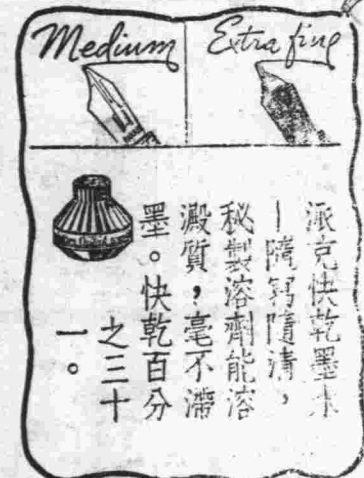 Medium
Extra fine
派克快乾墨水
—隨寫隨清，
秘製溶劑能溶
澱質，毫不滯
墨。快乾百分
之三十
一。